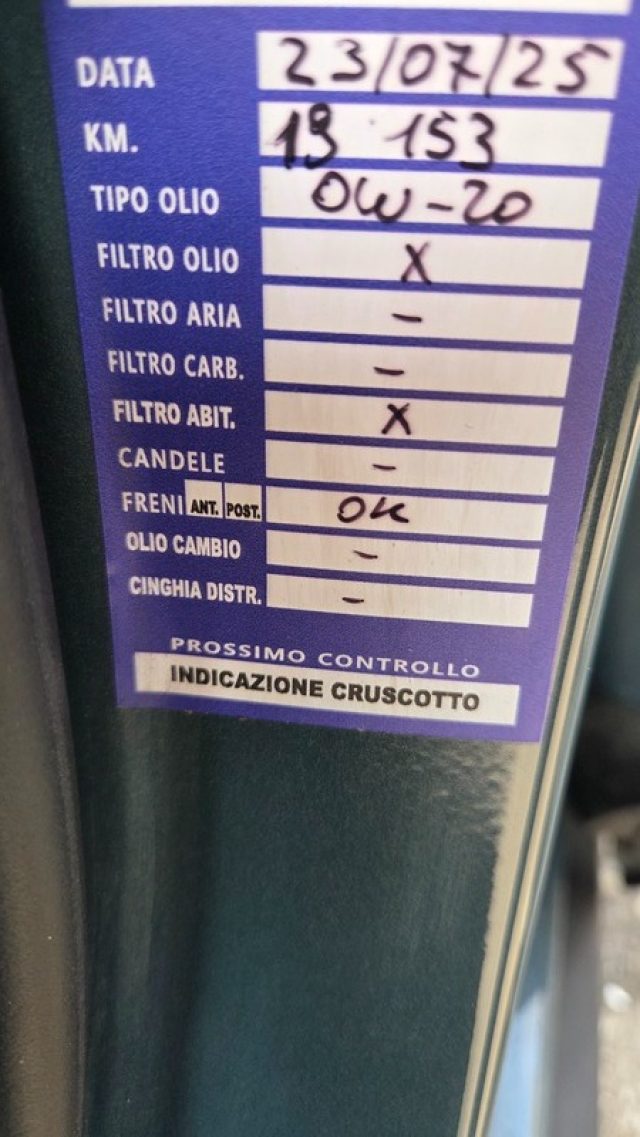 DATA 23/07/25
KM. 19 153
TIPO OLIO 0W-20
FILTRO OLIO X
FILTRO ARIA -
FILTRO CARB. -
FILTRO ABIT. X
CANDELE -
FRENI ANT. POST. OK
OLIO CAMBIO -
CINGHIA DISTR. -
PROSSIMO CONTROLLO
INDICAZIONE CRUSCOTTO